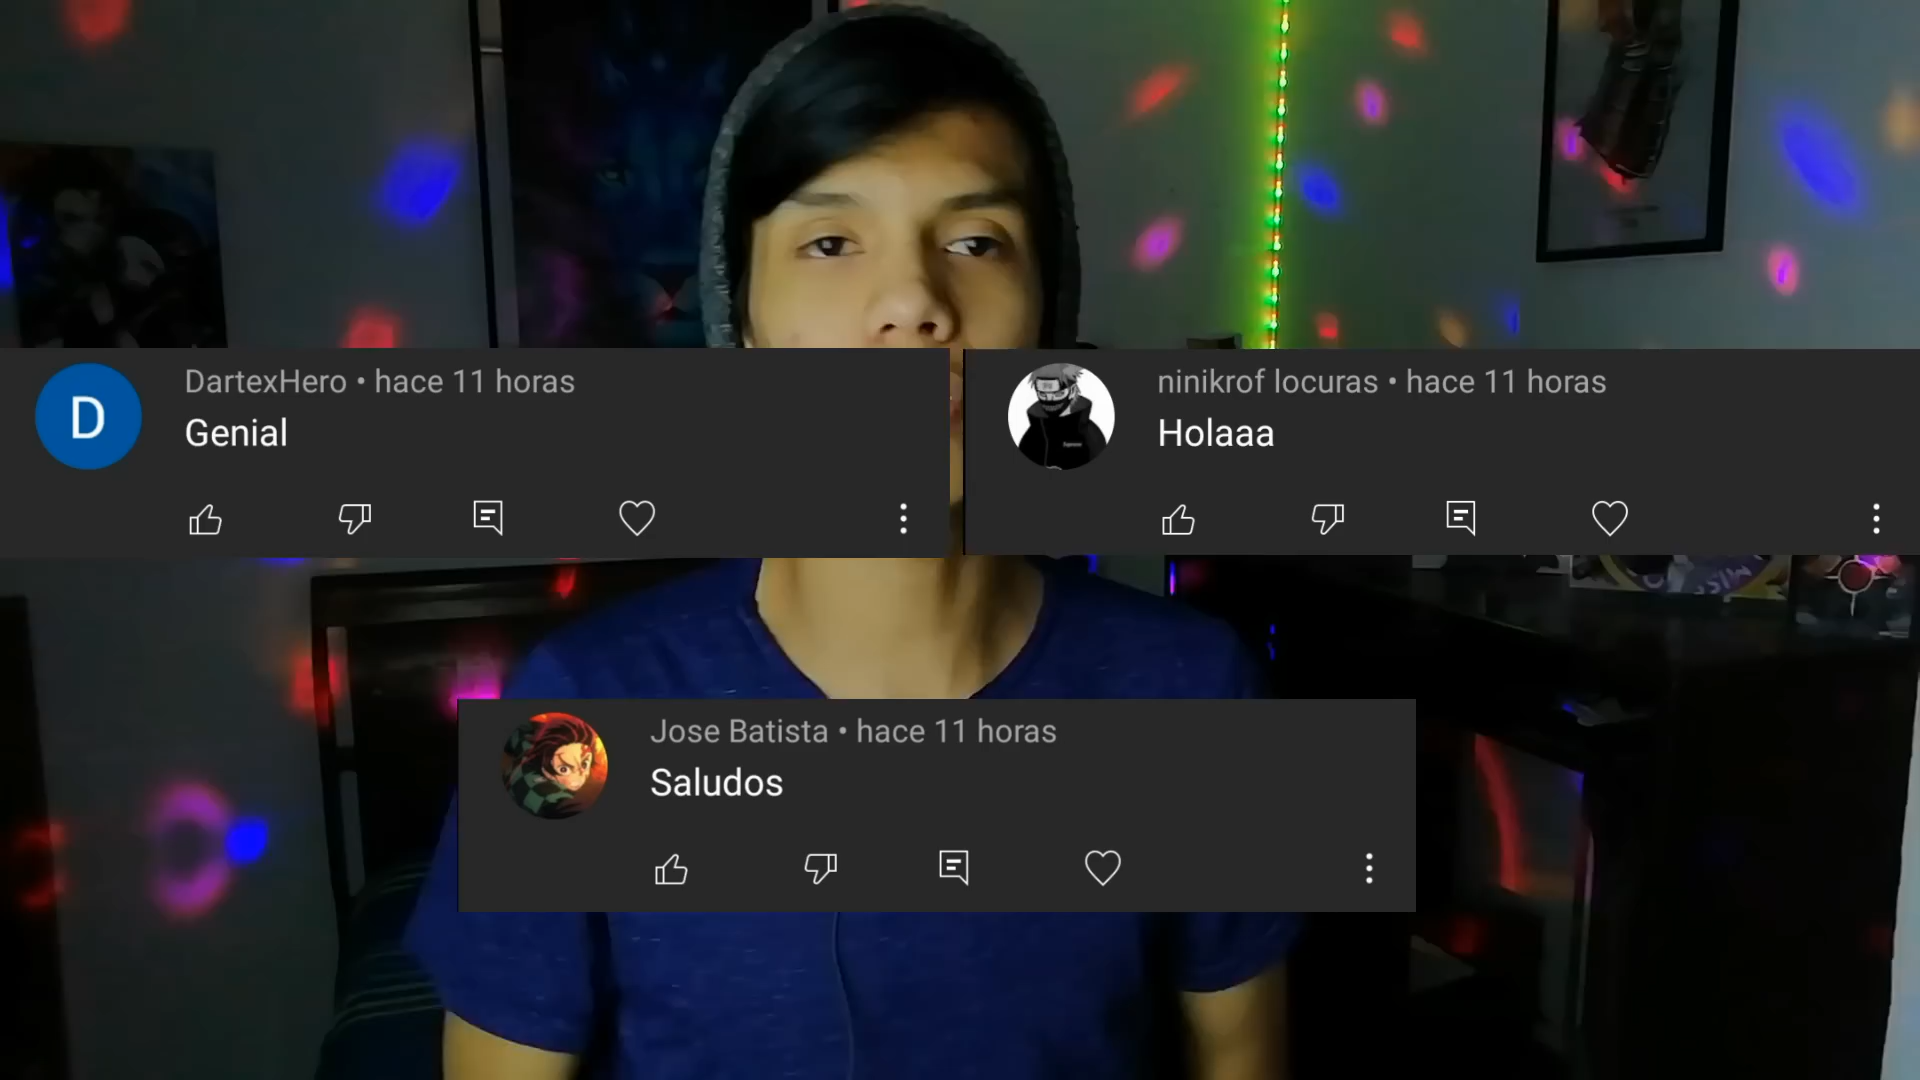 DartexHero • hace 11 horas
Genial
D
ninikrof locuras • hace 11 horas
Holaaa
Jose Batista • hace 11 horas
Saludos